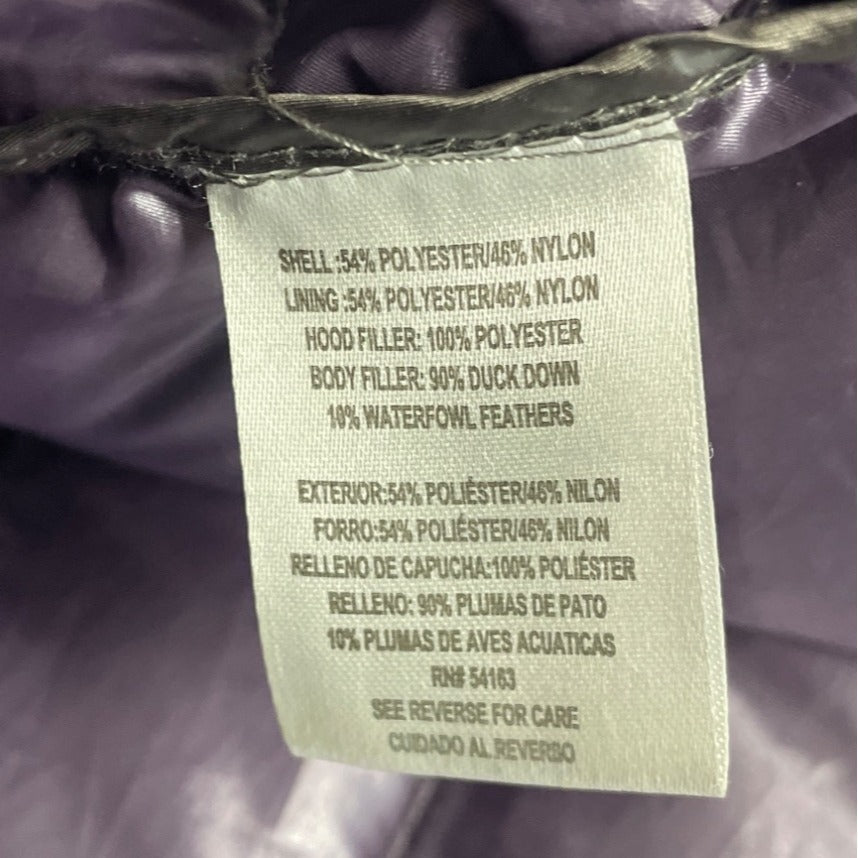 SHELL :54% POLYESTER/46% NYLON
LINING :54% POLYESTER/46% NYLON
HOOD FILLER: 100% POLYESTER
BODY FILLER: 90% DUCK DOWN
10% WATERFOWL FEATHERS
EXTERIOR:54% POLIÉSTER/46% NILON
FORRO:54% POLIÉSTER/46% NILON
RELLENO DE CAPUCHA:100% POLIÉSTER
RELLENO: 90% PLUMAS DE PATO
10% PLUMAS DE AVES ACUATICAS
RN# 54163
SEE REVERSE FOR CARE
CUIDADO AL REVERSO